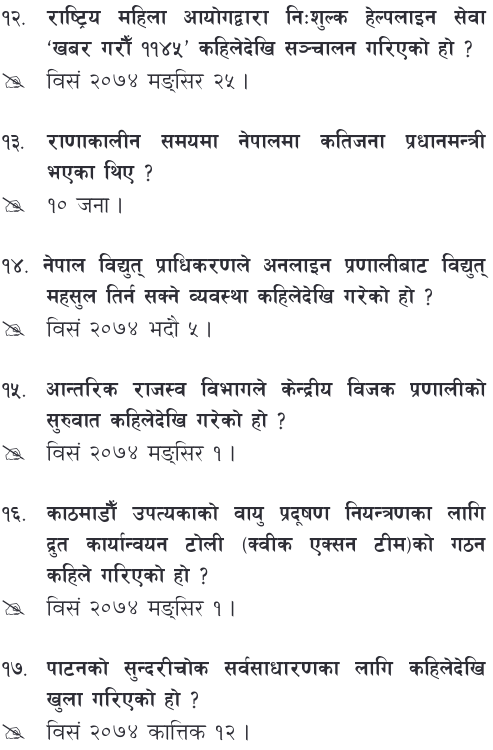 १२. राष्ट्रिय महिला आयोगद्वारा निःशुल्क हेल्पलाइन सेवा
‘खबर गरौँ ११४५’ कहिलेदेखि सञ्चालन गरिएको हो ?
विसं २०७४ मङ्सिर २५ ।
१३. राणाकालीन समयमा नेपालमा कतिजना प्रधानमन्त्री
भएका थिए ?
१० जना ।
१४. नेपाल विद्युत् प्राधिकरणले अनलाइन प्रणालीबाट विद्युत्
महसुल तिर्न सक्ने व्यवस्था कहिलेदेखि गरेको हो ?
विसं २०७४ भदौ ५ ।
१५. आन्तरिक राजस्व विभागले केन्द्रीय विजक प्रणालीको
सुरुवात कहिलेदेखि गरेको हो ?
विसं २०७४ मङ्सिर १ ।
१६. काठमाडौँ उपत्यकाको वायु प्रदूषण नियन्त्रणका लागि
द्रुत कार्यान्वयन टोली (क्वीक एक्सन टीम)को गठन
कहिले गरिएको हो ?
विसं २०७४ मङ्सिर १ ।
१७. पाटनको सुन्दरीचोक सर्वसाधारणका लागि कहिलेदेखि
खुला गरिएको हो ?
विसं २०७४ कात्तिक १२ ।